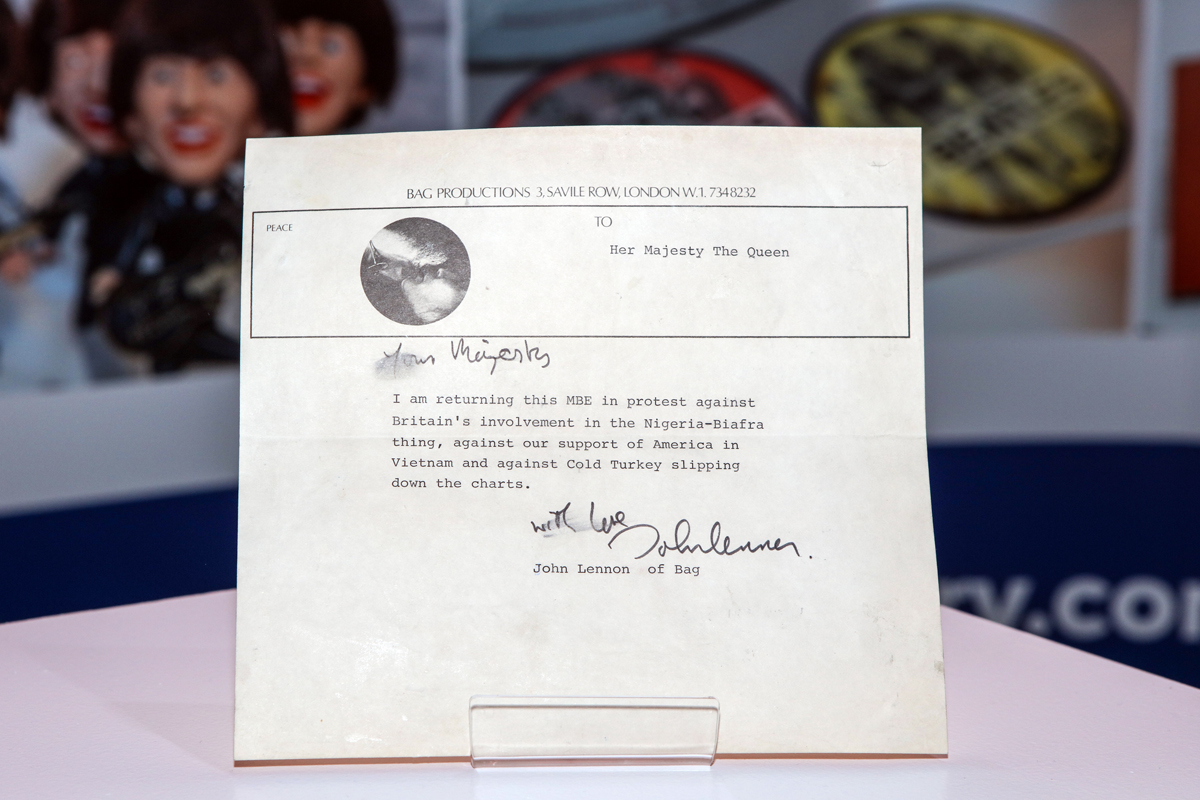 BAG PRODUCTIONS 3, SAVILE ROW, LONDON W.1. 7348232
PEACE
TO
Her Majesty The Queen
Your Majesty
I am returning this MBE in protest against
Britain's involvement in the Nigeria-Biafra
thing, against our support of America in
Vietnam and against Cold Turkey slipping
down the charts.
with love
John Lennon.
John Lennon of Bag
ry.co